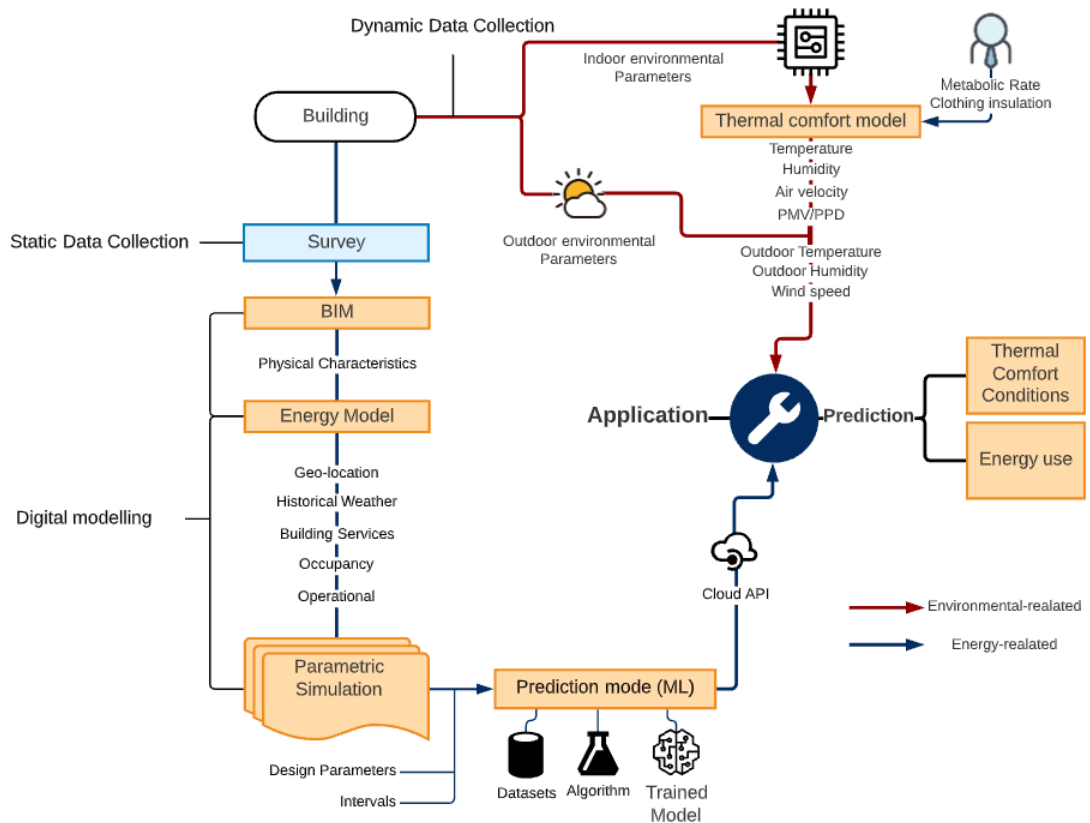 Dynamic Data Collection
Indoor environmental
Parameters
Metabolic Rate
Clothing insulation
Building
Thermal comfort model
Temperature
Humidity
Air velocity
PMV/PPD
Static Data Collection
Survey
Outdoor environmental
Parameters
Outdoor Temperature
Outdoor Humidity
Wind speed
BIM
Physical Characteristics
Energy Model
Application
Prediction
Thermal
Comfort
Conditions
Energy use
Geo-location
Historical Weather
Building Services
Occupancy
Operational
Digital modelling
Cloud API
Environmental-realated
Energy-realated
Parametric
Simulation
Prediction mode (ML)
Design Parameters
Intervals
Datasets
Algorithm
Trained
Model